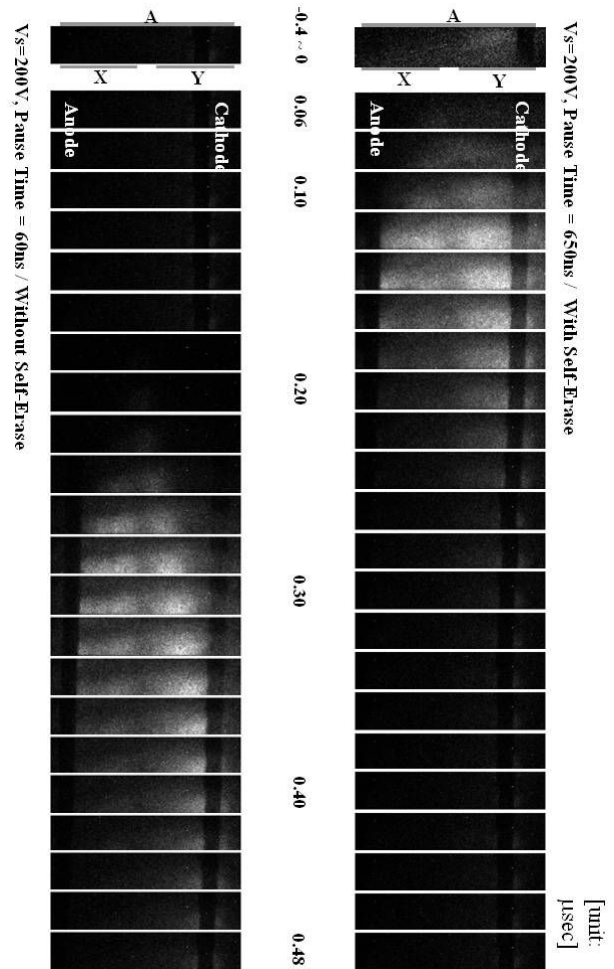 Vs=200V, Pause Time = 650ns / With Self-Erase
A
X Y
Anode Cathode
-0.4 ~ 0
0.06
0.10
0.20
0.30
0.40
0.48
[unit: µsec]
A
X Y
Anode Cathode
Vs=200V, Pause Time = 60ns / Without Self-Erase